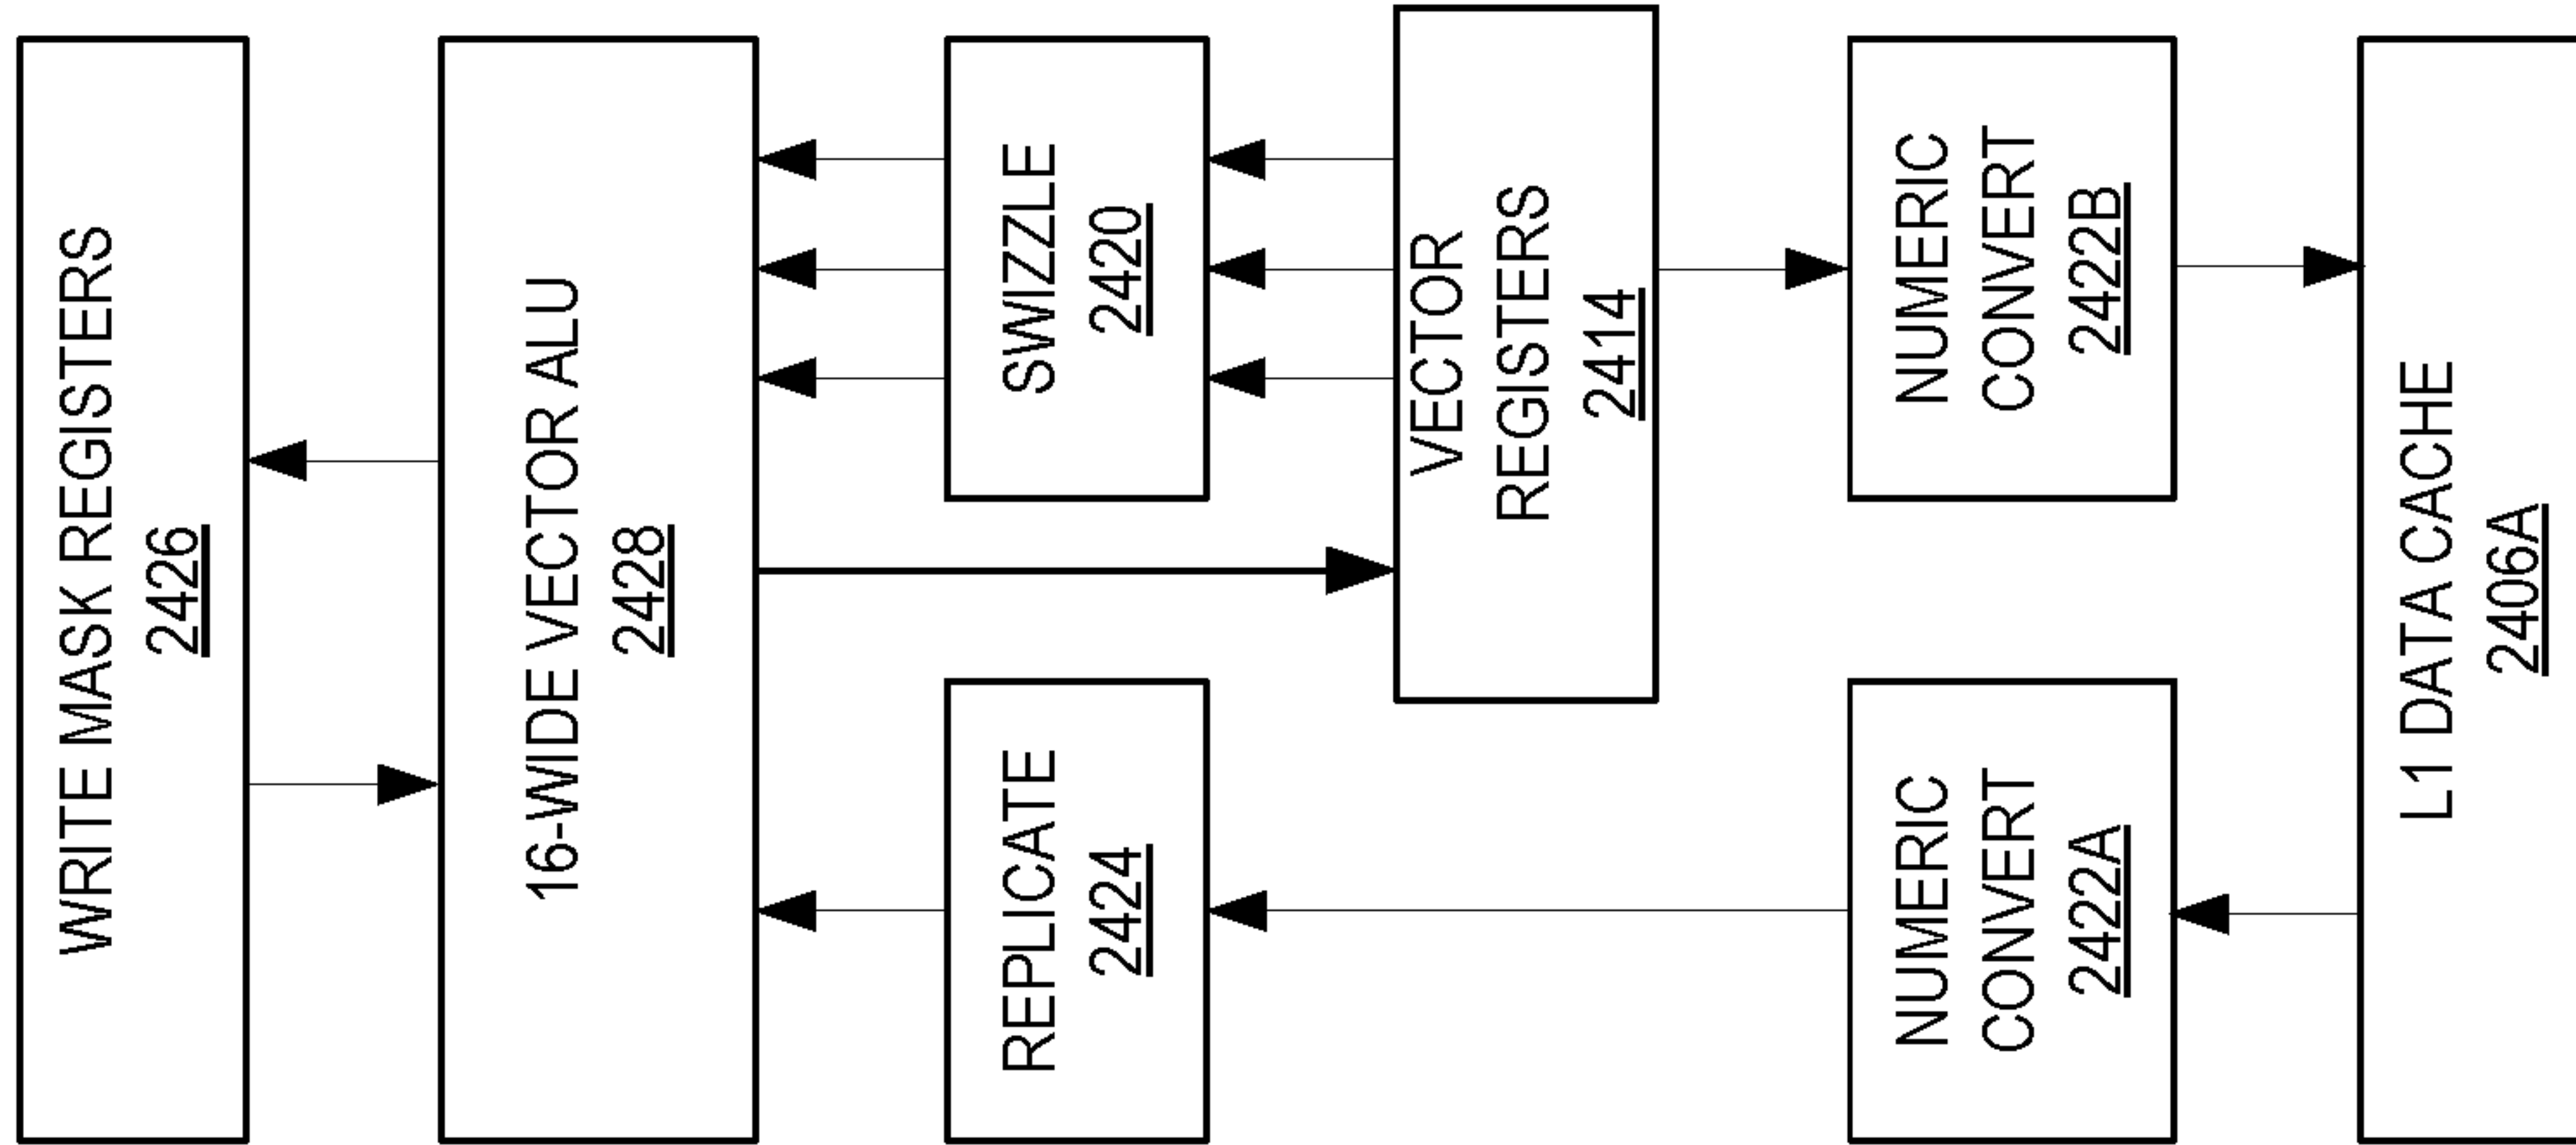 WRITE MASK REGISTERS
2426
16-WIDE VECTOR ALU
2428
REPLICATE
2424
SWIZZLE
2420
VECTOR
REGISTERS
2414
NUMERIC
CONVERT
2422A
NUMERIC
CONVERT
2422B
L1 DATA CACHE
2406A